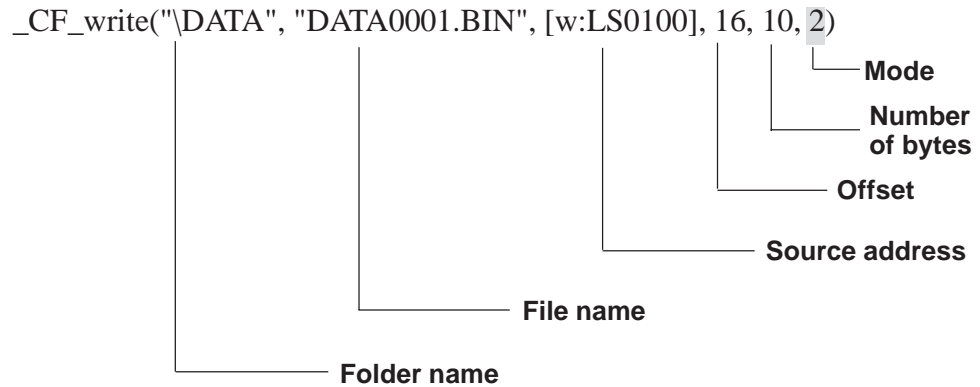 _CF_write("\DATA", "DATA0001.BIN", [w:LS0100], 16, 10, 2)
Mode
Number
of bytes
Offset
Source address
File name
Folder name